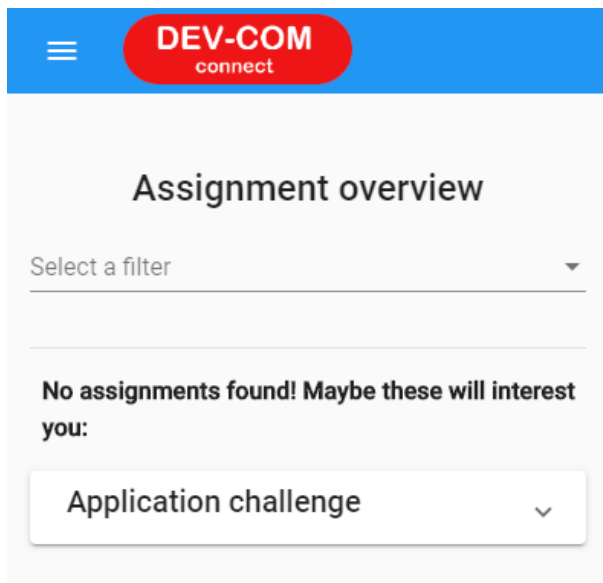 DEV-COM
connect
Assignment overview
Select a filter
No assignments found! Maybe these will interest
you:
Application challenge